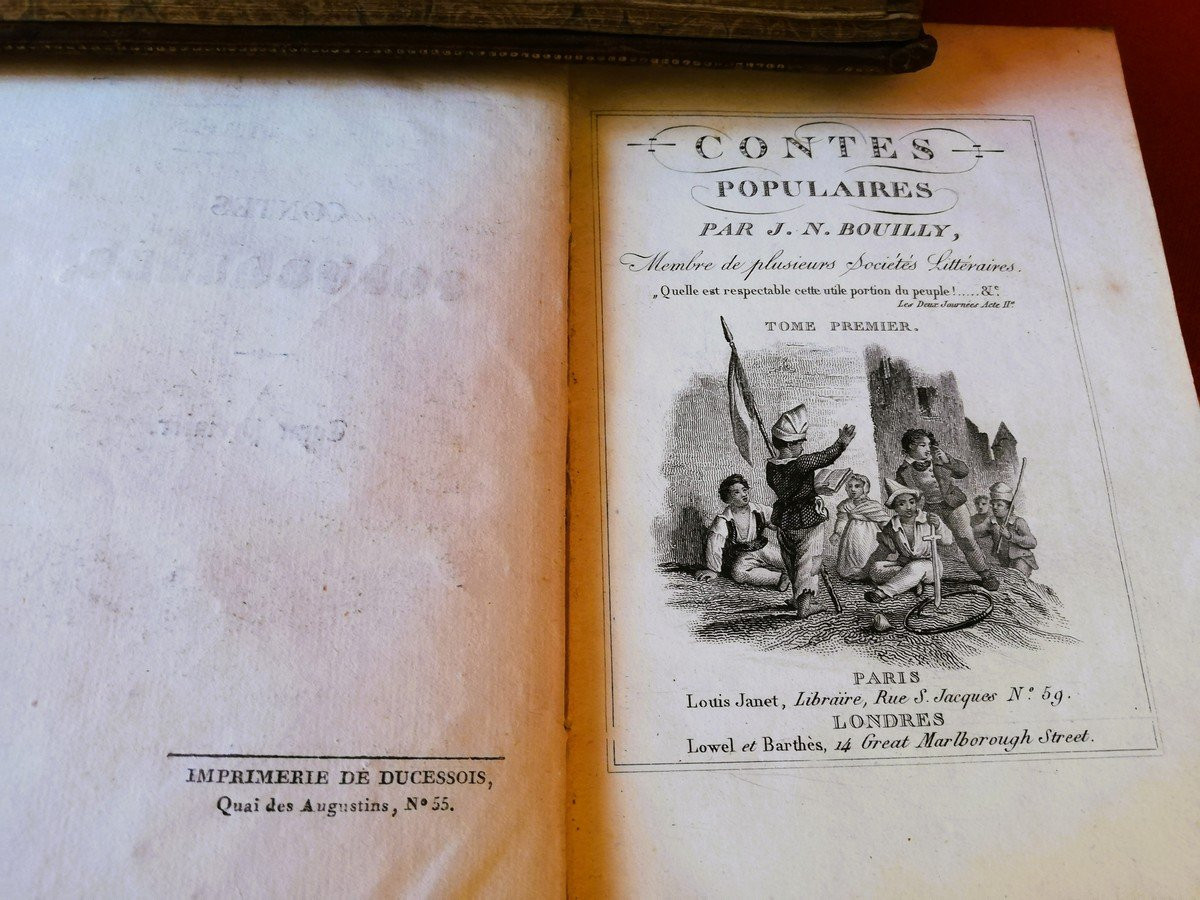 IMPRIMERIE DE DUCESSOIS,
Quai des Augustins, Nº 55.
CONTES
POPULAIRES
PAR J. N. BOUILLY,
Membre de plusieurs Sociétés Littéraires.
„Quelle est respectable cette utile portion du peuple!.....&ᶜ.
Les Deux Journées Acte IIᵉ.
TOME PREMIER.
PARIS
Louis Janet, Libraïre, Rue S. Jacques Nº 59.
LONDRES
Lowel et Barthès, 14 Great Marlborough Street.